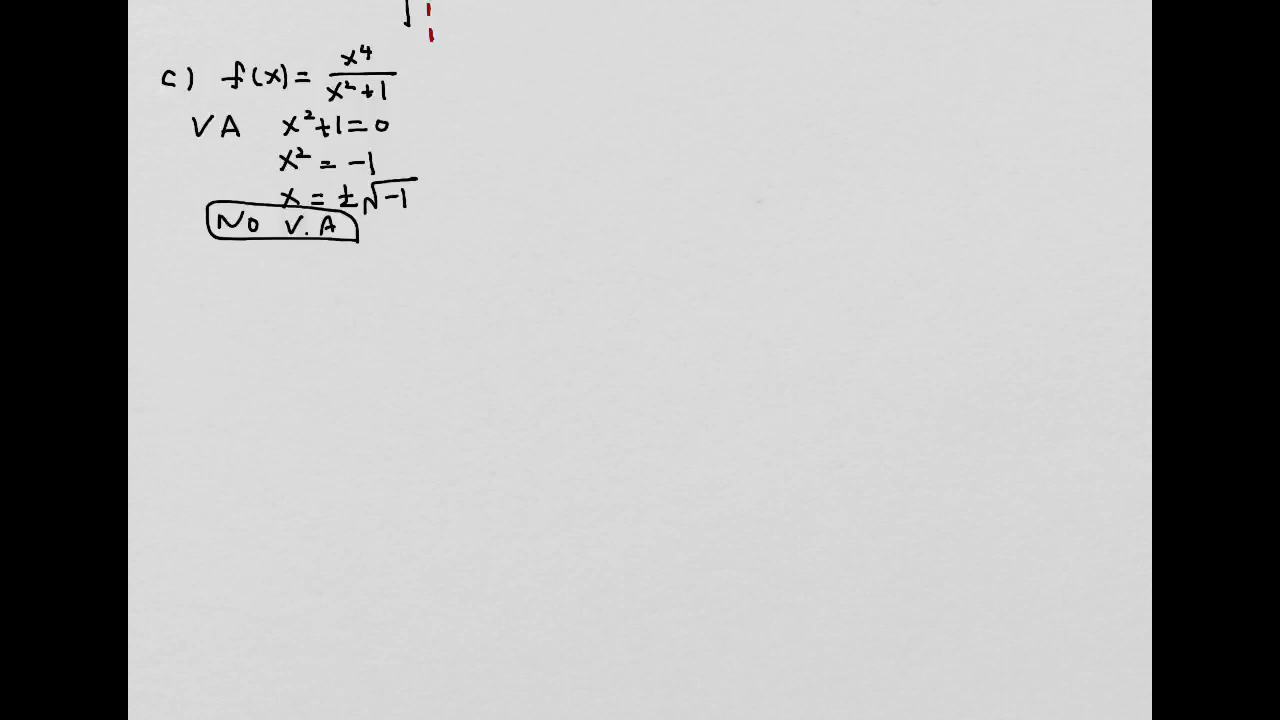 c) f(x) = x⁴/(x²+1)
VA x²+1=0
x² = -1
x = ±√-1
No V.A